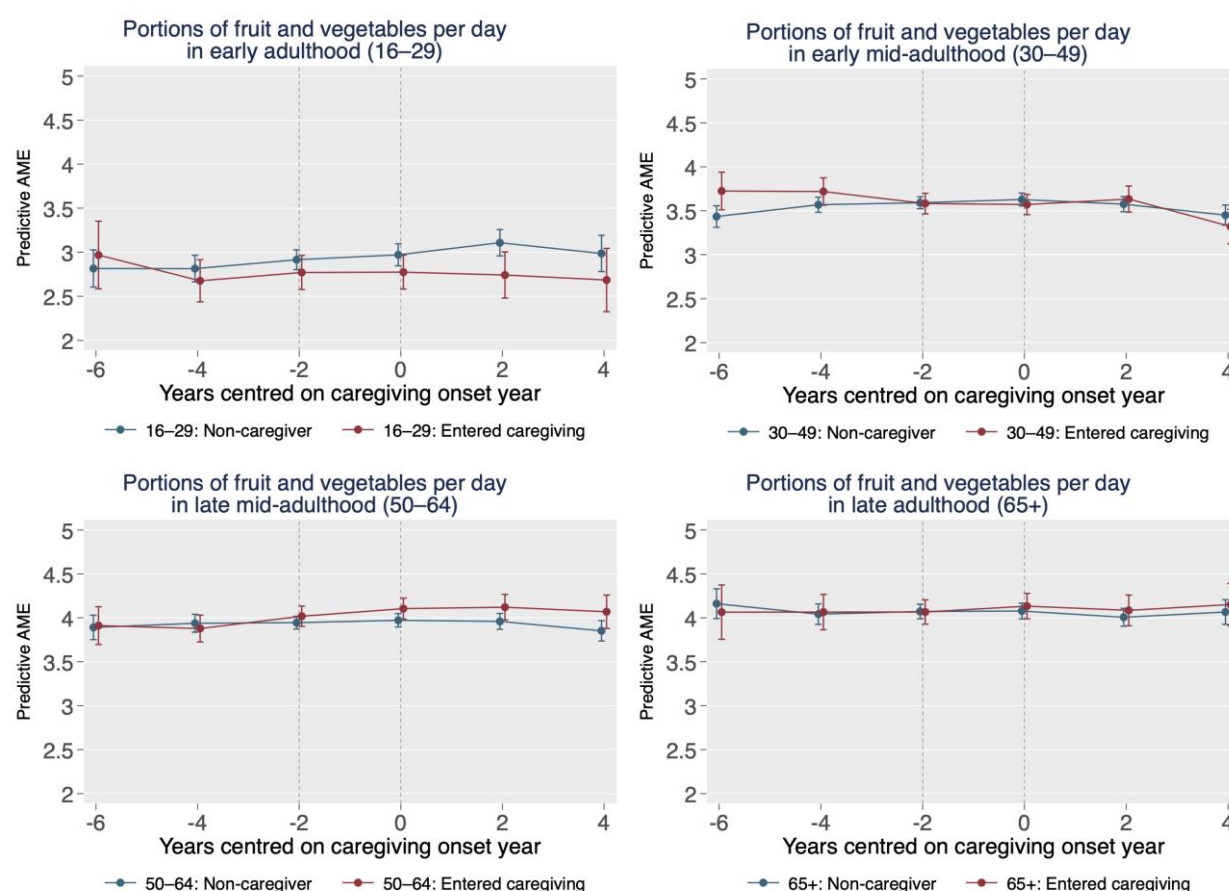 Portions of fruit and vegetables per day
in early adulthood (16–29)
Predictive AME
5
4.5
4
3.5
3
2.5
2
-6 -4 -2 0 2 4
Years centred on caregiving onset year
16–29: Non-caregiver 16–29: Entered caregiving
Portions of fruit and vegetables per day
in early mid-adulthood (30–49)
Predictive AME
5
4.5
4
3.5
3
2.5
2
-6 -4 -2 0 2 4
Years centred on caregiving onset year
30–49: Non-caregiver 30–49: Entered caregiving
Portions of fruit and vegetables per day
in late mid-adulthood (50–64)
Predictive AME
5
4.5
4
3.5
3
2.5
2
-6 -4 -2 0 2 4
Years centred on caregiving onset year
50–64: Non-caregiver 50–64: Entered caregiving
Portions of fruit and vegetables per day
in late adulthood (65+)
Predictive AME
5
4.5
4
3.5
3
2.5
2
-6 -4 -2 0 2 4
Years centred on caregiving onset year
65+: Non-caregiver 65+: Entered caregiving